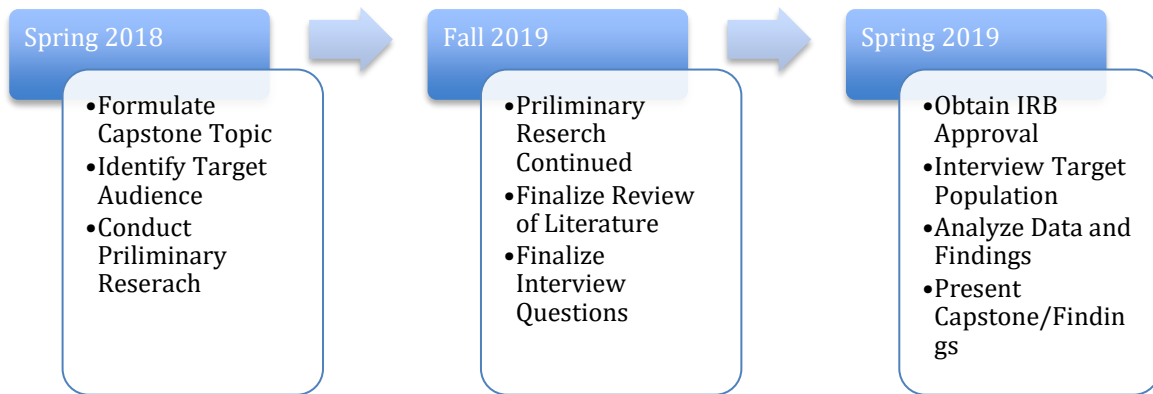 Spring 2018
•Formulate
Capstone Topic
•Identify Target
Audience
•Conduct
Priliminary
Reserach
Fall 2019
•Priliminary
Reserch
Continued
•Finalize Review
of Literature
•Finalize
Interview
Questions
Spring 2019
•Obtain IRB
Approval
•Interview Target
Population
•Analyze Data and
Findings
•Present
Capstone/Findin
gs